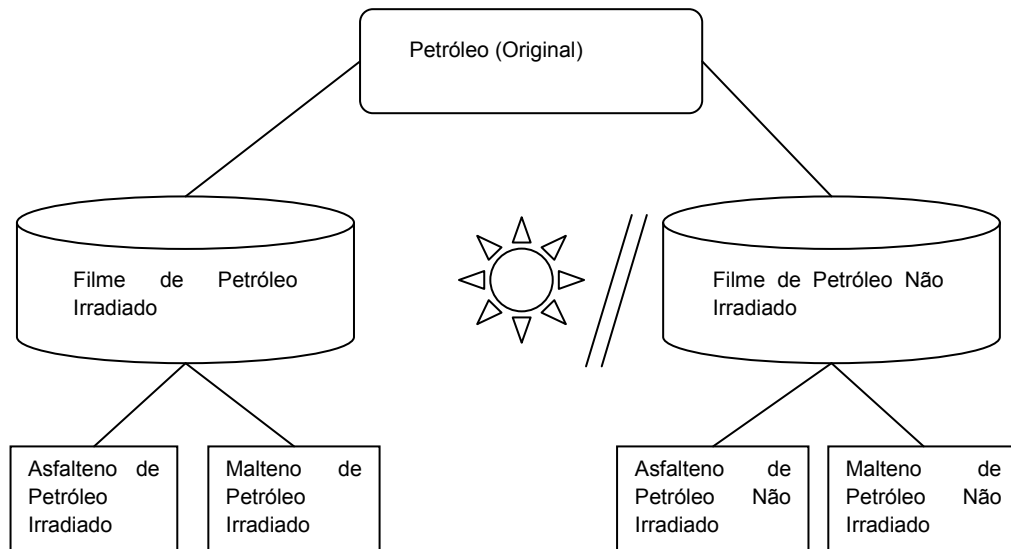 Petróleo (Original)
Filme de Petróleo
Irradiado
Filme de Petróleo Não
Irradiado
Asfalteno de
Petróleo
Irradiado
Malteno de
Petróleo
Irradiado
Asfalteno de
Petróleo Não
Irradiado
Malteno de
Petróleo Não
Irradiado